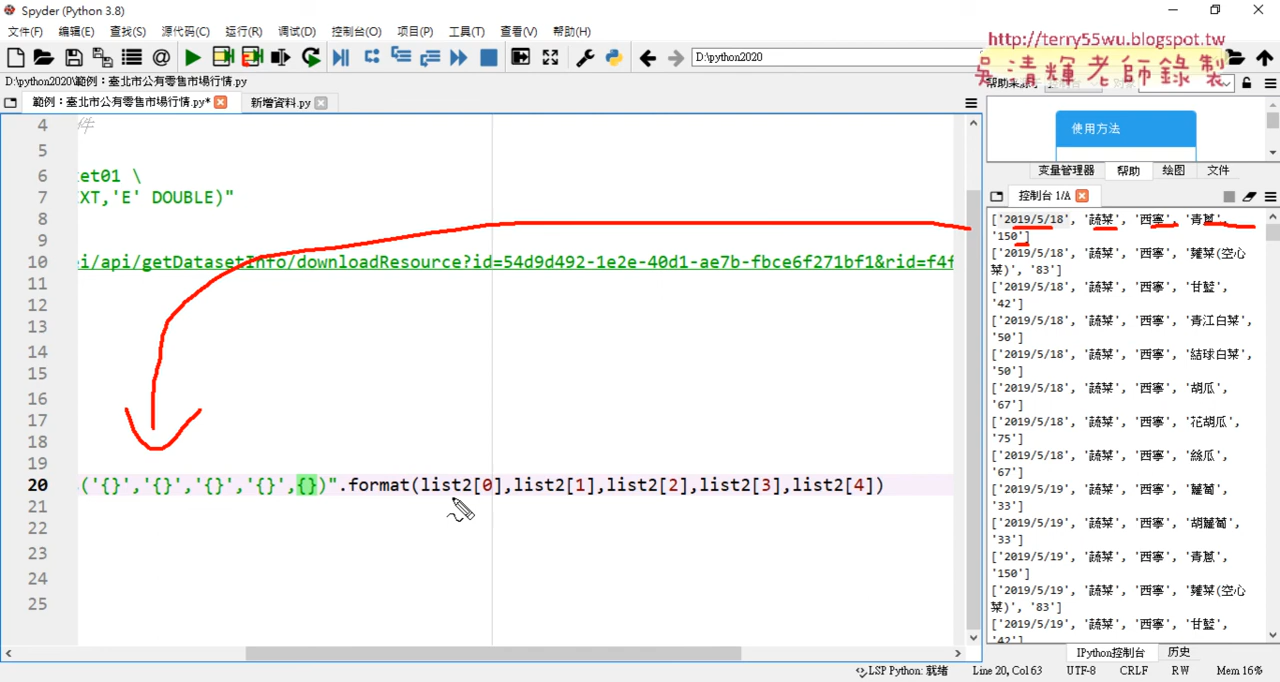 Spyder (Python 3.8)
文件(F) 编辑(E) 查找(S) 源代码(C) 运行(R) 调试(D) 控制台(O) 项目(P) 工具(T) 查看(V) 帮助(H)
http://terry55wu.blogspot.tw
吳清輝老師錄製
D:\python2020
D:\python2020\範例：臺北市公有零售市場行情.py
範例：臺北市公有零售市場行情.py*
新增資料.py
帮助来源
使用方法
变量管理器 帮助 绘图 文件
控制台 1/A
4 件
5
6 et01 \
7 XT,'E' DOUBLE)"
8
9
10 ei/api/getDatasetInfo/downloadResource?id=54d9d492-1e2e-40d1-ae7b-fbce6f271bf1&rid=f4f
11
12
13
14
15
16
17
18
19
20 ('{}','{}','{}','{}',{})".format(list2[0],list2[1],list2[2],list2[3],list2[4])
21
22
23
24
25
['2019/5/18', '蔬菜', '西寧', '青蔥',
'150']
['2019/5/18', '蔬菜', '西寧', '蕹菜(空心
菜)', '83']
['2019/5/18', '蔬菜', '西寧', '甘藍',
'42']
['2019/5/18', '蔬菜', '西寧', '青江白菜',
'50']
['2019/5/18', '蔬菜', '西寧', '結球白菜',
'50']
['2019/5/18', '蔬菜', '西寧', '胡瓜',
'67']
['2019/5/18', '蔬菜', '西寧', '花胡瓜',
'75']
['2019/5/18', '蔬菜', '西寧', '絲瓜',
'67']
['2019/5/18', '蔬菜', '西寧', '蘿蔔',
'33']
['2019/5/19', '蔬菜', '西寧', '胡蘿蔔',
'33']
['2019/5/19', '蔬菜', '西寧', '青蔥',
'150']
['2019/5/19', '蔬菜', '西寧', '蕹菜(空心
菜)', '83']
['2019/5/19', '蔬菜', '西寧', '甘藍',
'42']
IPython控制台 历史
LSP Python: 就绪 Line 20, Col 63 UTF-8 CRLF RW Mem 16%